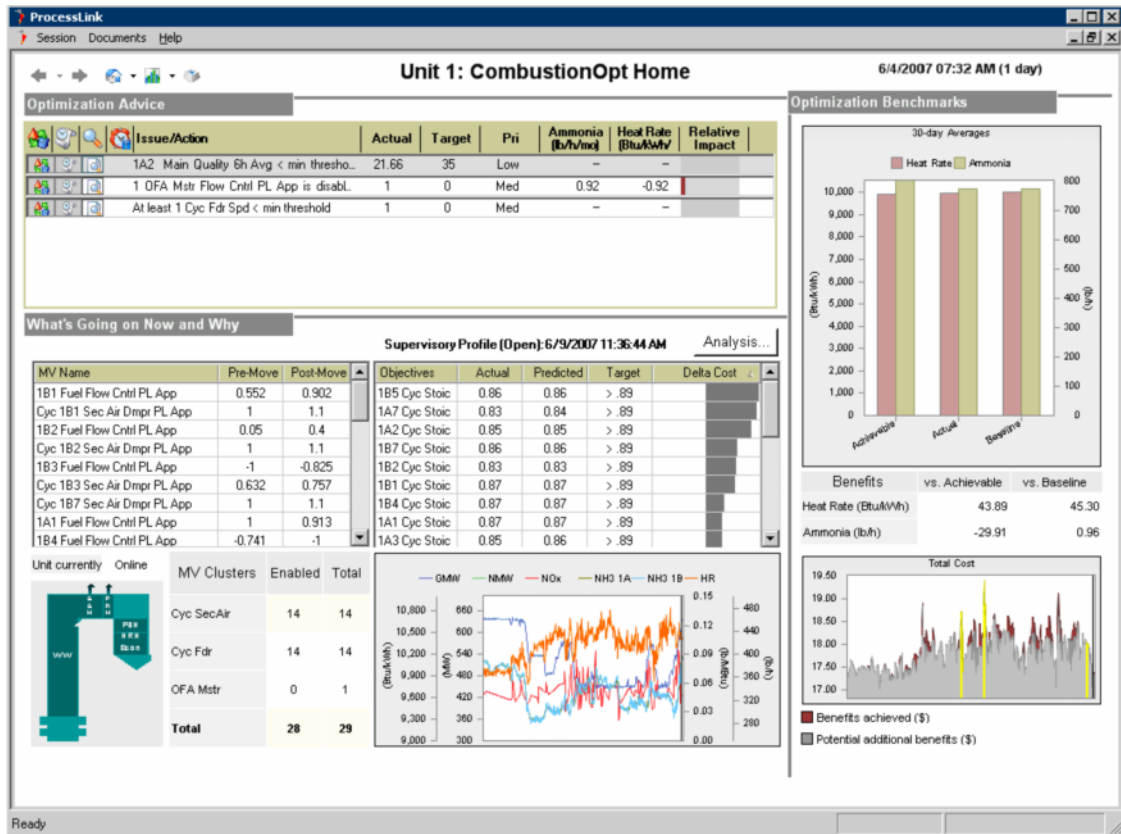 ProcessLink
Session Documents Help
Unit 1: CombustionOpt Home
6/4/2007 07:32 AM (1 day)
Optimization Advice
Issue/Action Actual Target Pri Ammonia (lb/h/mo) Heat Rate (Btu/kWh/ Relative Impact
1A2 Main Quality 6h Avg < min thresho... 21.66 35 Low – –
1 OFA Mstr Flow Cntrl PL App is disabl.. 1 0 Med 0.92 -0.92
At least 1 Cyc Fdr Spd < min threshold 1 0 Med – –
What's Going on Now and Why
Supervisory Profile (Open): 6/9/2007 11:36:44 AM Analysis...
MV Name Pre-Move Post-Move
1B1 Fuel Flow Cntrl PL App 0.552 0.902
Cyc 1B1 Sec Air Dmpr PL App 1 1.1
1B2 Fuel Flow Cntrl PL App 0.05 0.4
Cyc 1B2 Sec Air Dmpr PL App 1 1.1
1B3 Fuel Flow Cntrl PL App -1 -0.825
Cyc 1B3 Sec Air Dmpr PL App 0.632 0.757
Cyc 1B7 Sec Air Dmpr PL App 1 1.1
1A1 Fuel Flow Cntrl PL App 1 0.913
1B4 Fuel Flow Cntrl PL App -0.741 -1
Objectives Actual Predicted Target Delta Cost
1B5 Cyc Stoic 0.86 0.86 > .89
1A7 Cyc Stoic 0.83 0.84 > .89
1A2 Cyc Stoic 0.85 0.85 > .89
1B7 Cyc Stoic 0.86 0.86 > .89
1B2 Cyc Stoic 0.83 0.83 > .89
1B1 Cyc Stoic 0.87 0.87 > .89
1B4 Cyc Stoic 0.87 0.87 > .89
1A1 Cyc Stoic 0.87 0.87 > .89
1A3 Cyc Stoic 0.85 0.86 > .89
Unit currently Online
WW
PSH
HRH
Econ
MV Clusters Enabled Total
Cyc SecAir 14 14
Cyc Fdr 14 14
OFA Mstr 0 1
Total 28 29
GMW NMW NOx NH3 1A NH3 1B HR
10,800 660 0.15 480
10,500 600 0.12 440
10,200 540 0.09 400
9,900 480 0.06 360
9,600 420 0.03 320
9,300 360 0.00 280
9,000 300
(Btu/kWh) (MW) (lb/MBtu) (lb/h)
Optimization Benchmarks
30-day Averages
Heat Rate Ammonia
10,000 800
9,000 700
8,000 600
7,000 500
6,000 400
5,000 300
4,000 200
3,000 100
2,000 0
1,000
0
(Btu/kWh) (lb/h)
Achievable Actual Baseline
Benefits vs. Achievable vs. Baseline
Heat Rate (Btu/kWh) 43.89 45.30
Ammonia (lb/h) -29.91 0.96
Total Cost
19.50
19.00
18.50
18.00
17.50
17.00
Benefits achieved ($)
Potential additional benefits ($)
Ready